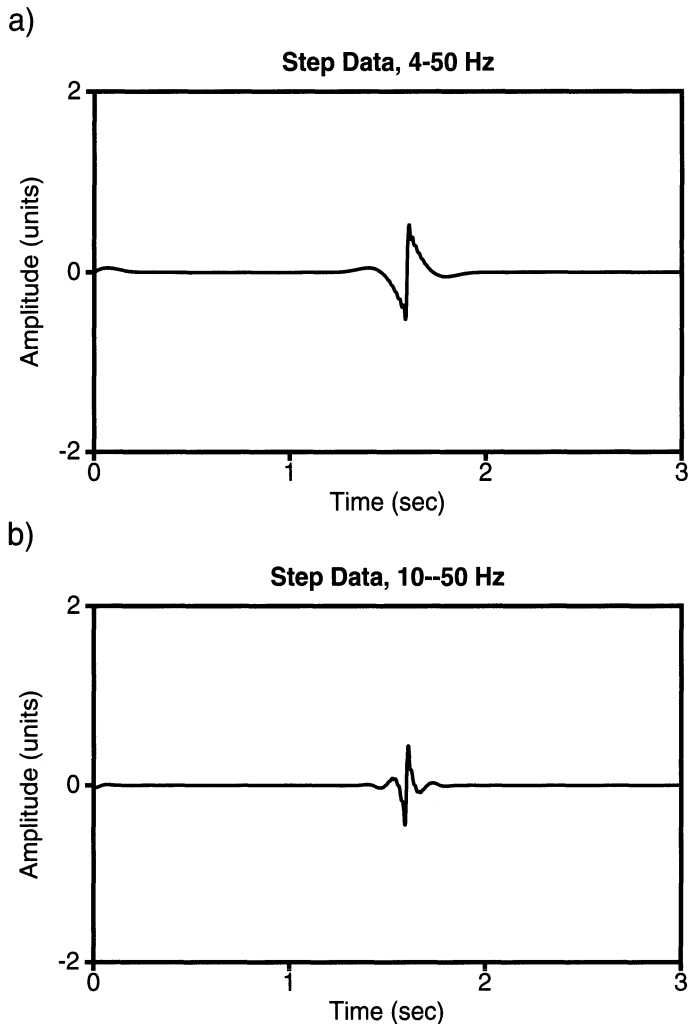 a)
Step Data, 4-50 Hz
2
0
-2
Amplitude (units)
0 1 2 3
Time (sec)
b)
Step Data, 10--50 Hz
2
0
-2
Amplitude (units)
0 1 2 3
Time (sec)